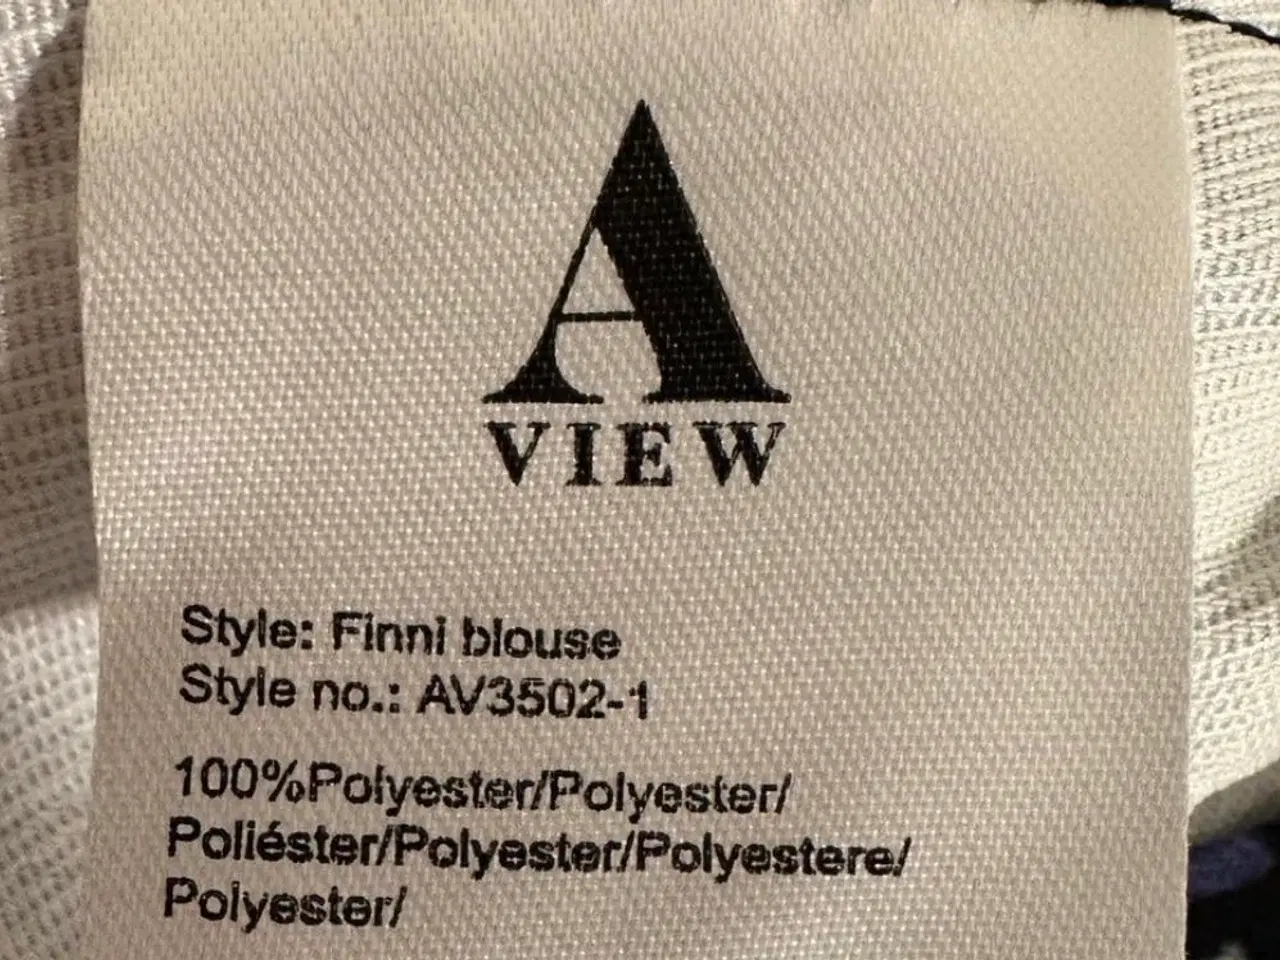 A
VIEW
Style: Finni blouse
Style no.: AV3502-1
100%Polyester/Polyester/
Poliéster/Polyester/Polyestere/
Polyester/